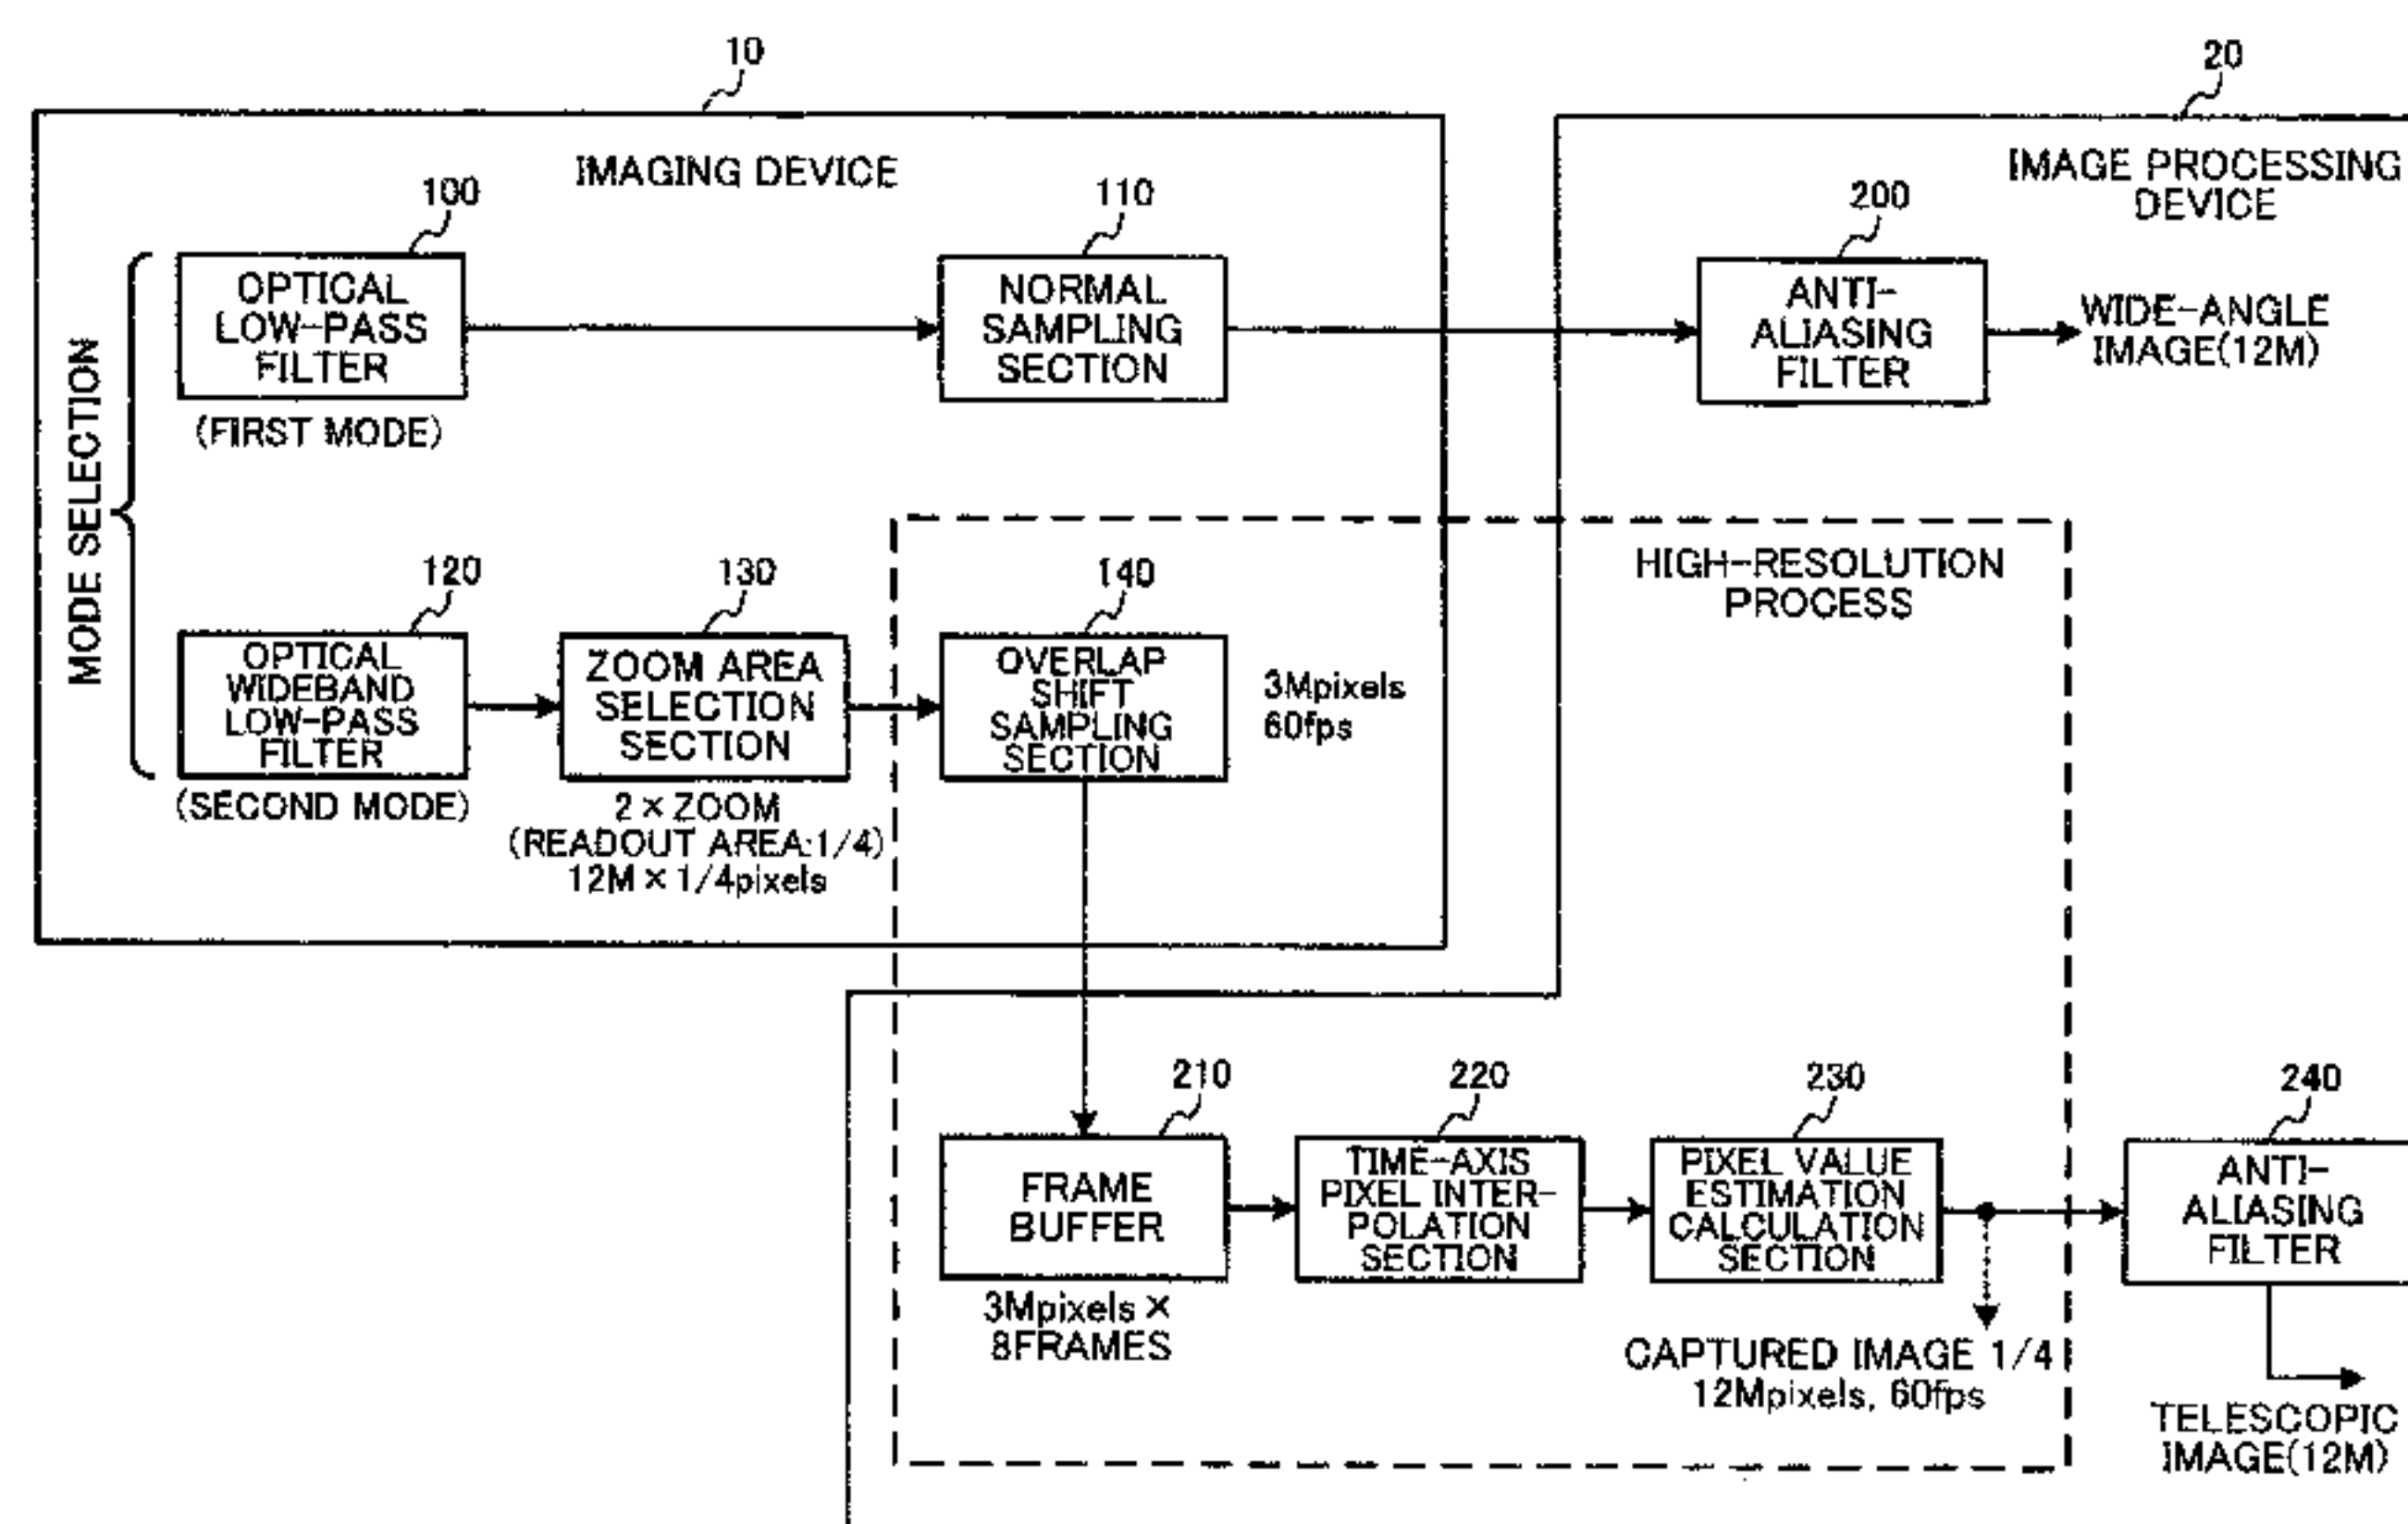 10
20
IMAGING DEVICE
IMAGE PROCESSING
DEVICE
100
110
200
OPTICAL
LOW-PASS
FILTER
(FIRST MODE)
NORMAL
SAMPLING
SECTION
ANTI-
ALIASING
FILTER
WIDE-ANGLE
IMAGE(12M)
MODE SELECTION
HIGH-RESOLUTION
PROCESS
120
130
140
OPTICAL
WIDEBAND
LOW-PASS
FILTER
(SECOND MODE)
ZOOM AREA
SELECTION
SECTION
2 × ZOOM
(READOUT AREA:1/4)
12M × 1/4pixels
OVERLAP
SHIFT
SAMPLING
SECTION
3Mpixels
60fps
210
220
230
240
FRAME
BUFFER
3Mpixels ×
8FRAMES
TIME-AXIS
PIXEL INTER-
POLATION
SECTION
PIXEL VALUE
ESTIMATION
CALCULATION
SECTION
ANTI-
ALIASING
FILTER
CAPTURED IMAGE 1/4
12Mpixels, 60fps
TELESCOPIC
IMAGE(12M)